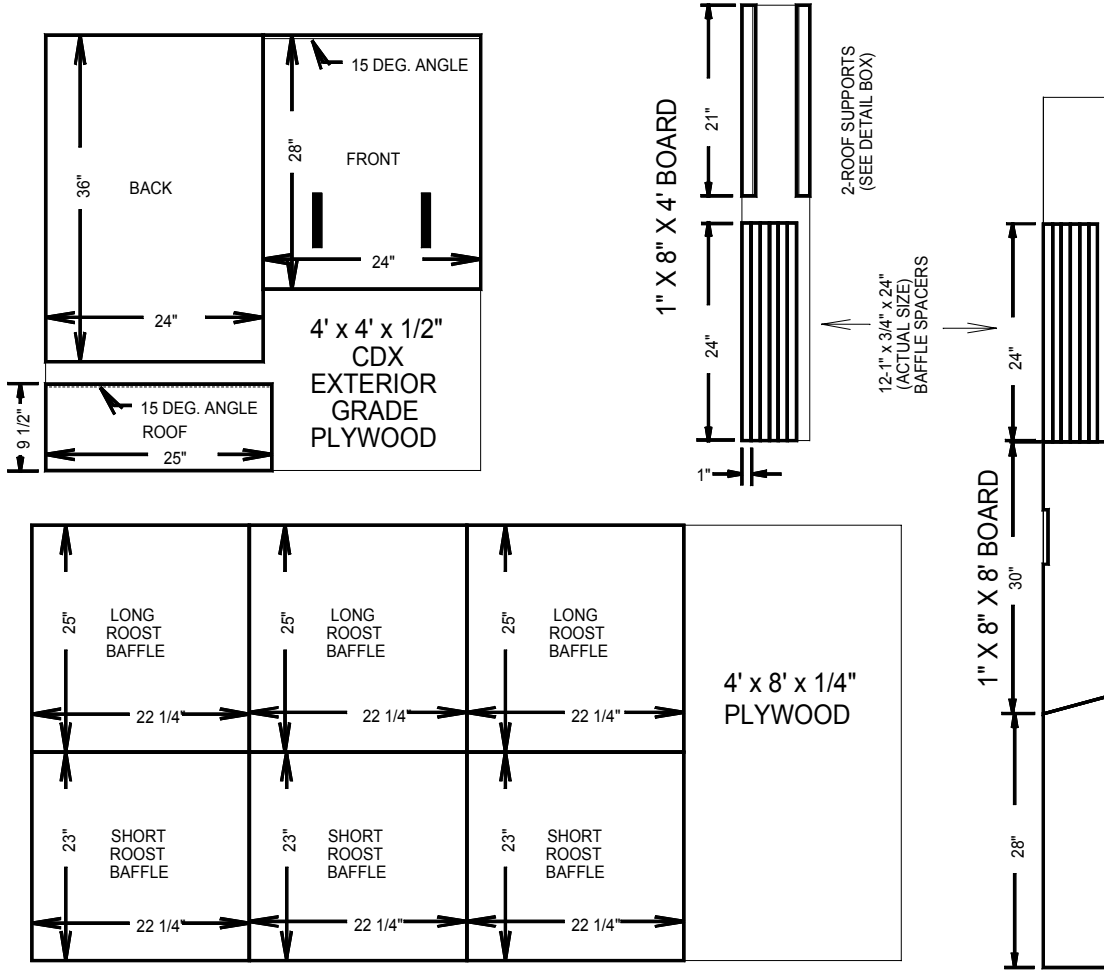 15 DEG. ANGLE
36"
BACK
28"
FRONT
24"
24"
4' x 4' x 1/2"
CDX
EXTERIOR
GRADE
PLYWOOD
9 1/2"
15 DEG. ANGLE
ROOF
25"
1" X 8" X 4' BOARD
21"
2-ROOF SUPPORTS
(SEE DETAIL BOX)
24"
1"
12-1" x 3/4" x 24"
(ACTUAL SIZE)
BAFFLE SPACERS
1" X 8" X 8' BOARD
24"
30"
28"
25"
LONG
ROOST
BAFFLE
22 1/4"
25"
LONG
ROOST
BAFFLE
22 1/4"
25"
LONG
ROOST
BAFFLE
22 1/4"
4' x 8' x 1/4"
PLYWOOD
23"
SHORT
ROOST
BAFFLE
22 1/4"
23"
SHORT
ROOST
BAFFLE
22 1/4"
23"
SHORT
ROOST
BAFFLE
22 1/4"